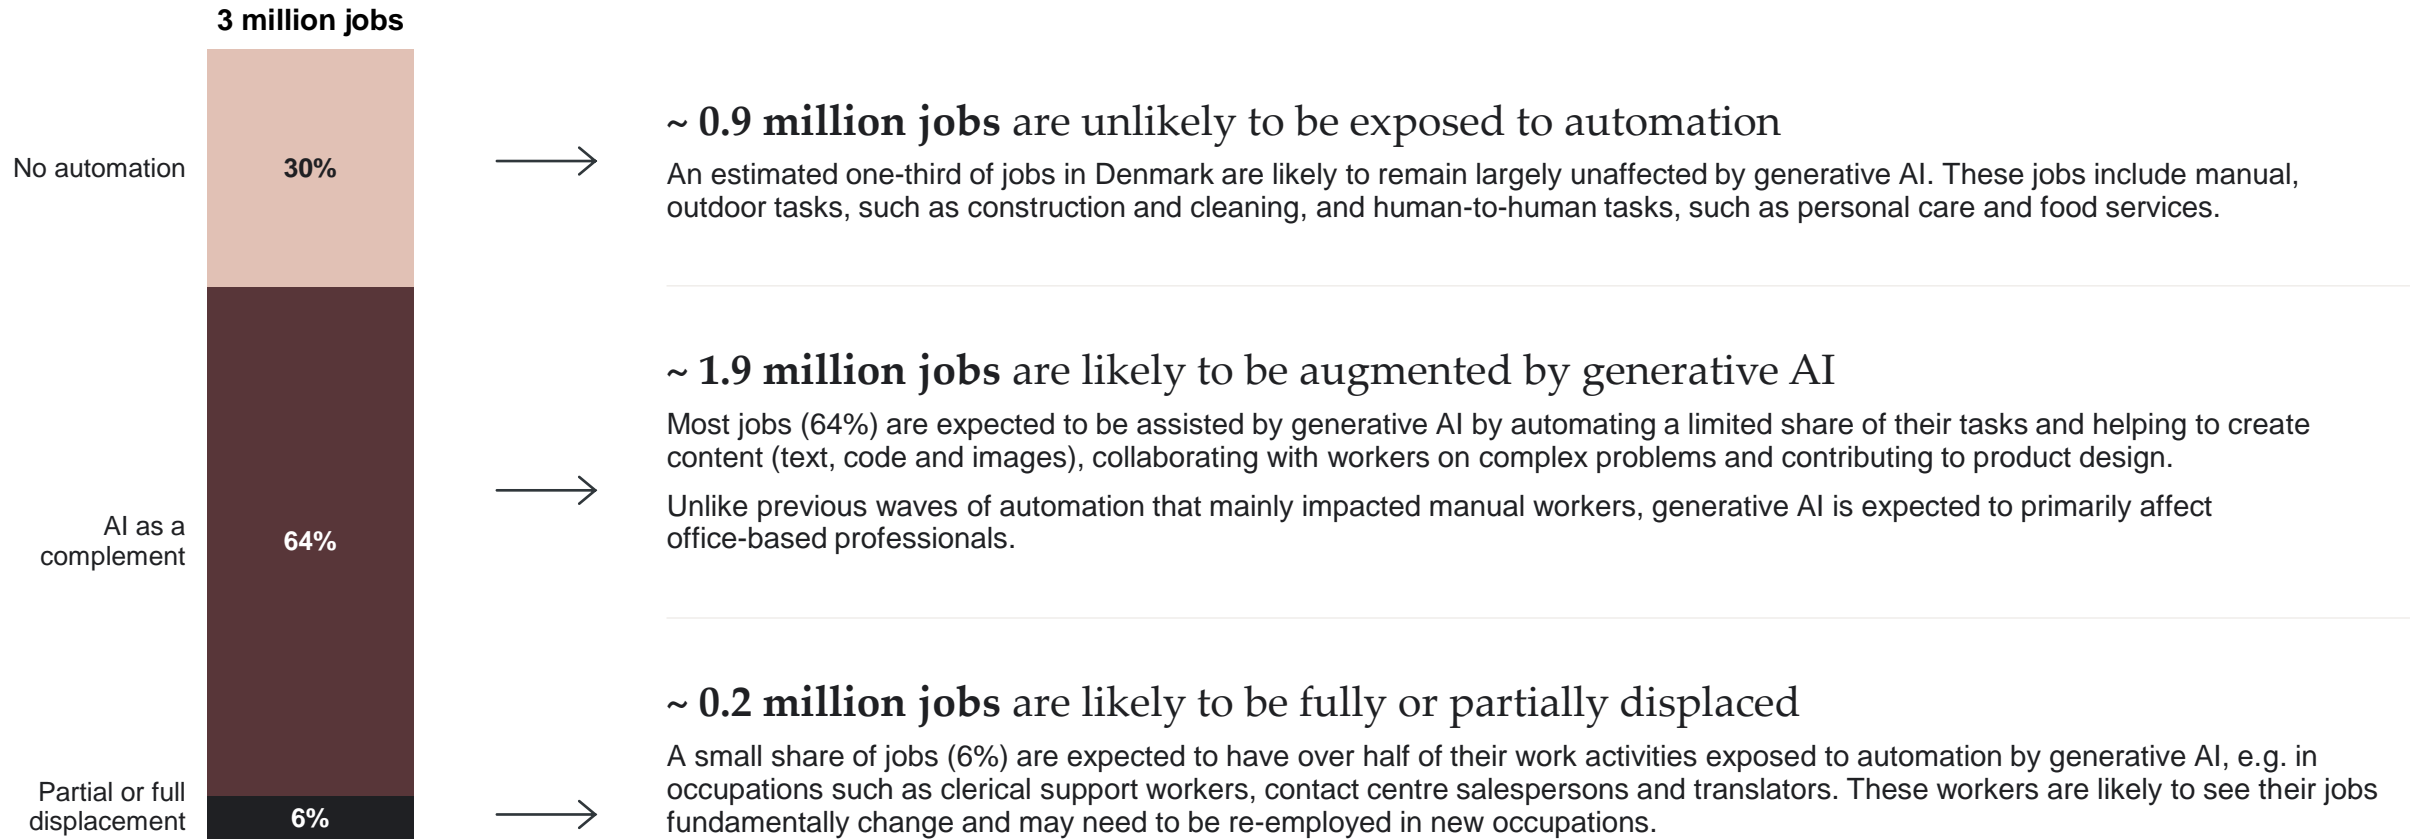 3 million jobs
No automation
30%
~ 0.9 million jobs are unlikely to be exposed to automation
An estimated one-third of jobs in Denmark are likely to remain largely unaffected by generative AI. These jobs include manual,
outdoor tasks, such as construction and cleaning, and human-to-human tasks, such as personal care and food services.
AI as a
complement
64%
~ 1.9 million jobs are likely to be augmented by generative AI
Most jobs (64%) are expected to be assisted by generative AI by automating a limited share of their tasks and helping to create
content (text, code and images), collaborating with workers on complex problems and contributing to product design.
Unlike previous waves of automation that mainly impacted manual workers, generative AI is expected to primarily affect
office-based professionals.
Partial or full
displacement
6%
~ 0.2 million jobs are likely to be fully or partially displaced
A small share of jobs (6%) are expected to have over half of their work activities exposed to automation by generative AI, e.g. in
occupations such as clerical support workers, contact centre salespersons and translators. These workers are likely to see their jobs
fundamentally change and may need to be re-employed in new occupations.